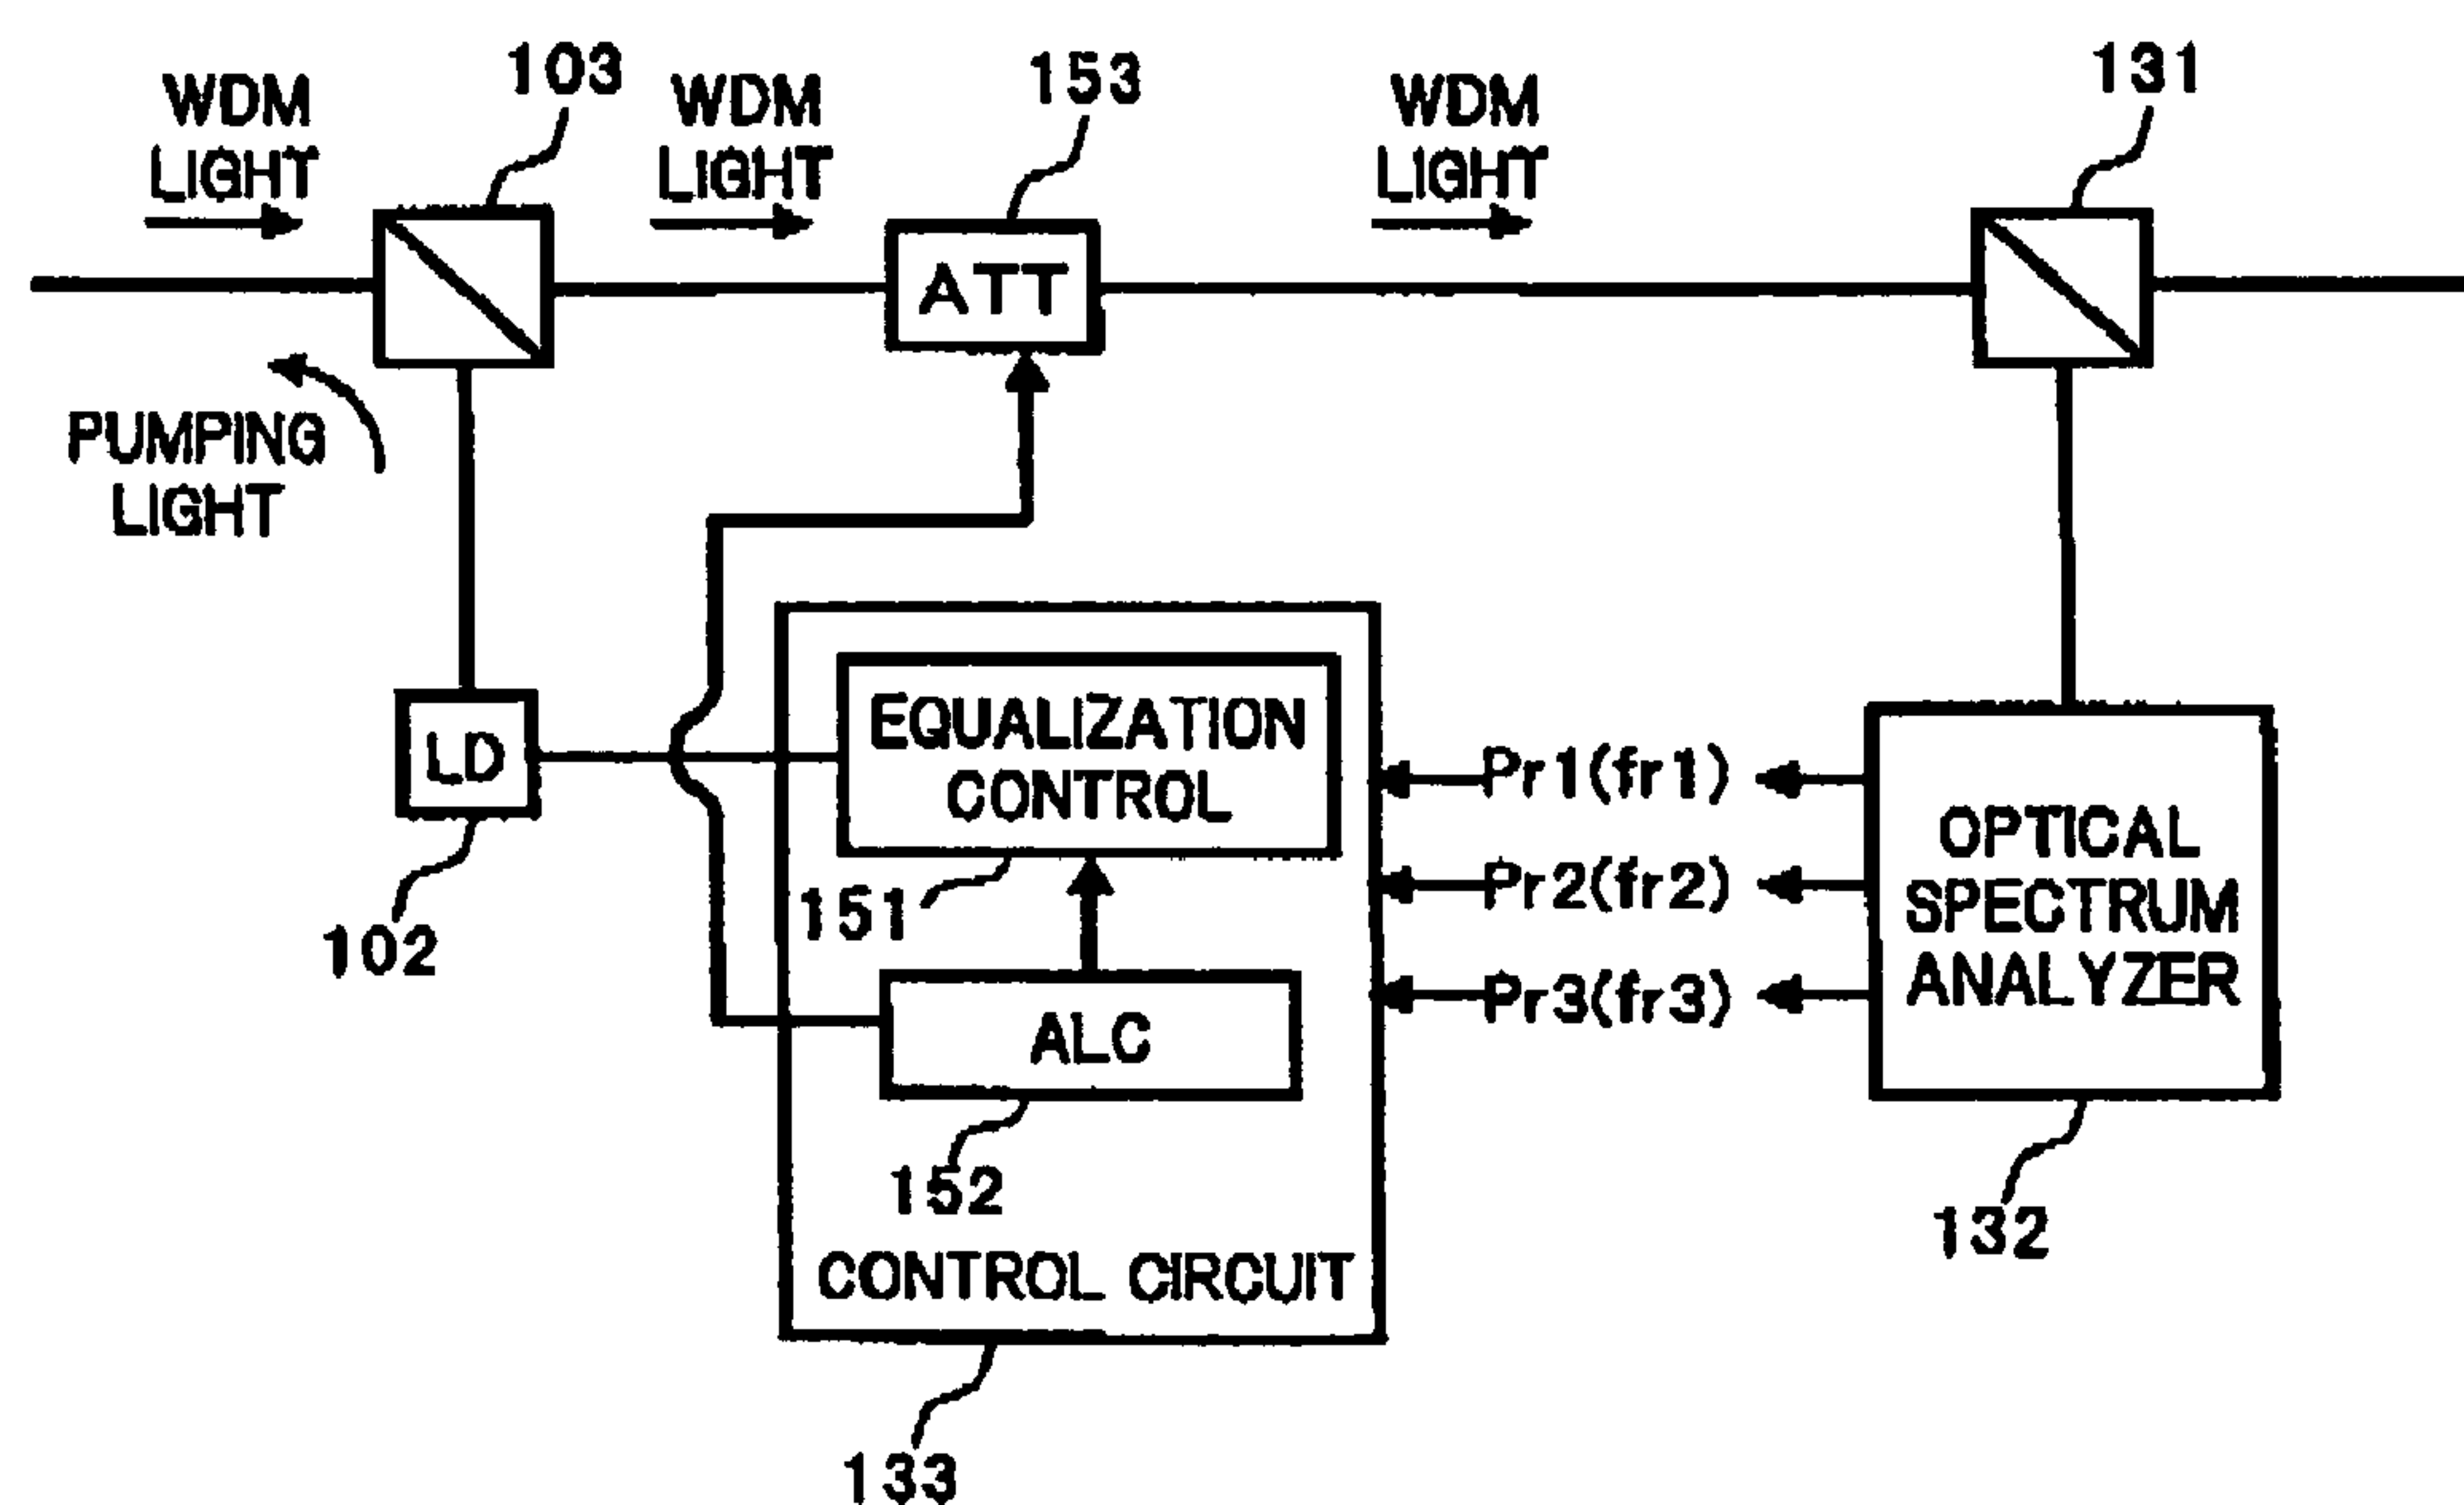 103
153
131
WDM
LIGHT
WDM
LIGHT
WDM
LIGHT
ATT
PUMPING
LIGHT
LD
102
EQUALIZATION
CONTROL
151
ALC
152
CONTROL CIRCUIT
133
Pr1(fr1)
Pr2(fr2)
Pr3(fr3)
OPTICAL
SPECTRUM
ANALYZER
132